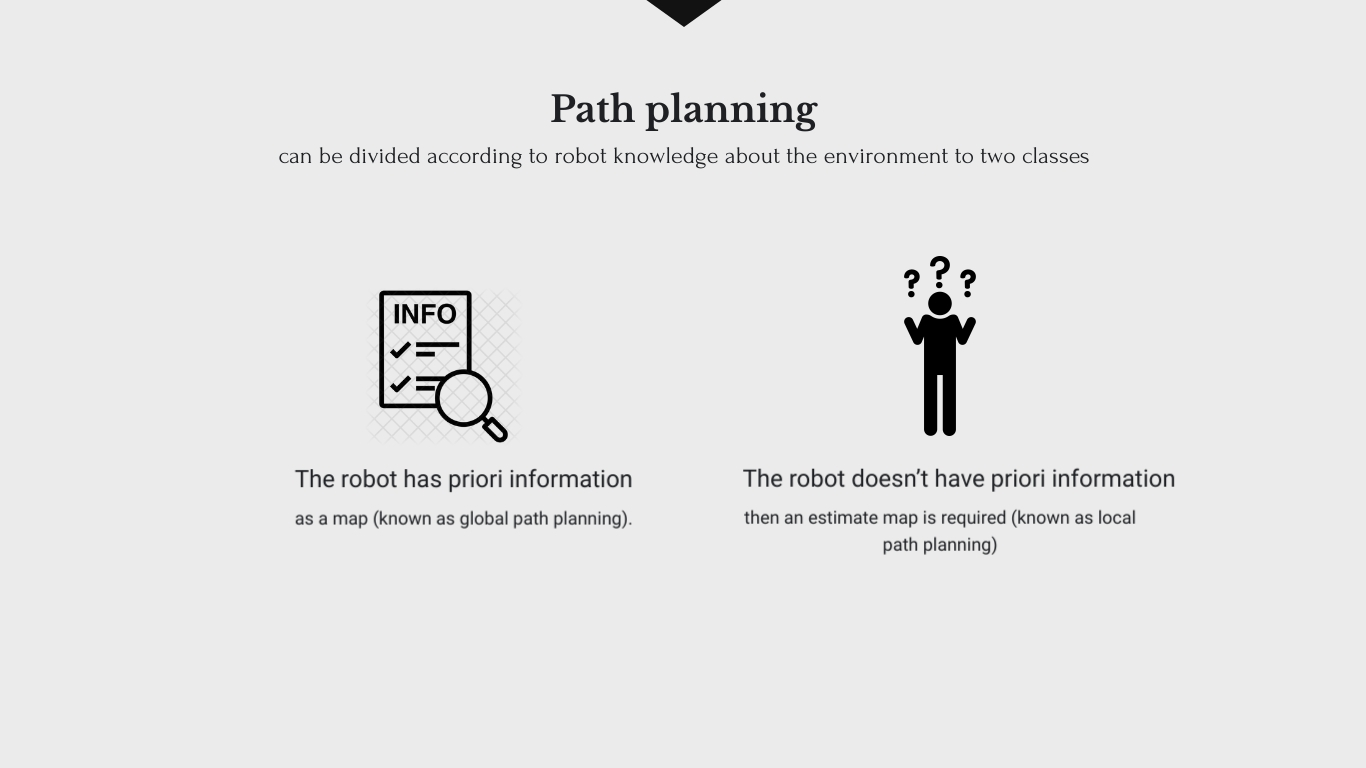 Path planning
can be divided according to robot knowledge about the environment to two classes
? ? ?
INFO
The robot has priori information
as a map (known as global path planning).
The robot doesn’t have priori information
then an estimate map is required (known as local
path planning)